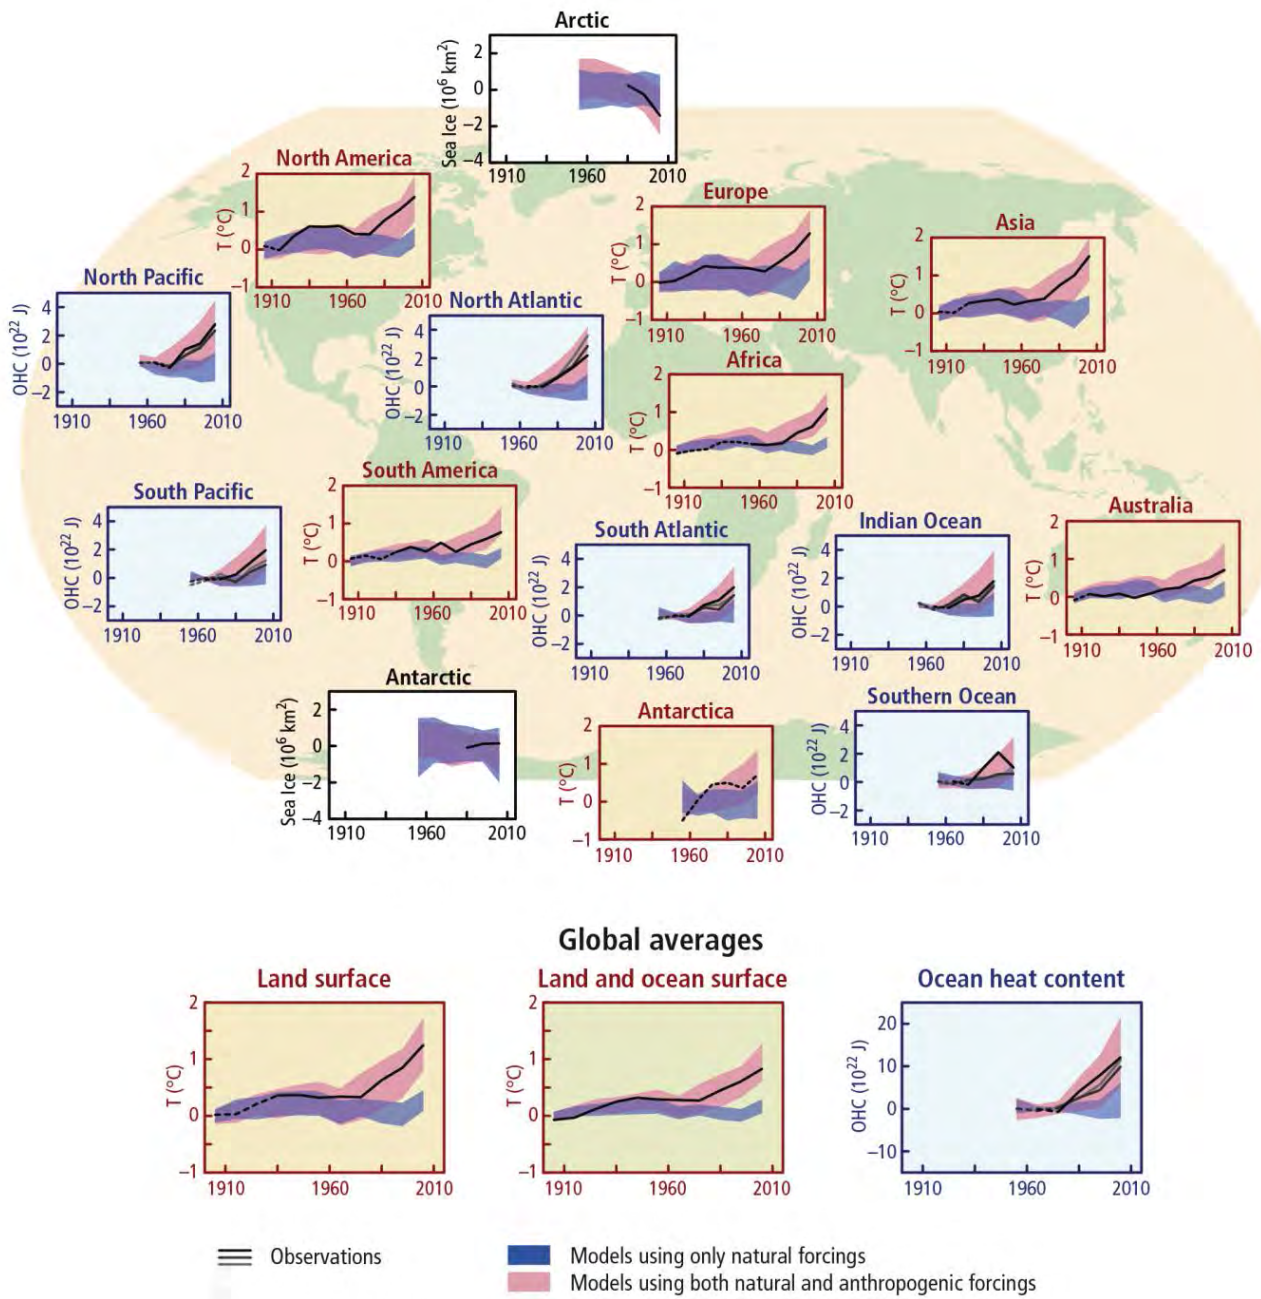 Arctic
Sea Ice (10⁶ km²)
2
0
−2
−4
1910 1960 2010
North America
T (°C)
2
1
0
−1
1910 1960 2010
Europe
T (°C)
2
1
0
−1
1910 1960 2010
Asia
T (°C)
2
1
0
−1
1910 1960 2010
North Pacific
OHC (10²² J)
4
2
0
−2
1910 1960 2010
North Atlantic
OHC (10²² J)
4
2
0
−2
1910 1960 2010
Africa
T (°C)
2
1
0
−1
1910 1960 2010
South Pacific
OHC (10²² J)
4
2
0
−2
1910 1960 2010
South America
T (°C)
2
1
0
−1
1910 1960 2010
South Atlantic
OHC (10²² J)
4
2
0
−2
1910 1960 2010
Indian Ocean
OHC (10²² J)
4
2
0
−2
1910 1960 2010
Australia
T (°C)
2
1
0
−1
1910 1960 2010
Antarctic
Sea Ice (10⁶ km²)
2
0
−2
−4
1910 1960 2010
Antarctica
T (°C)
2
1
0
−1
1910 1960 2010
Southern Ocean
OHC (10²² J)
4
2
0
−2
1910 1960 2010
Global averages
Land surface
T (°C)
2
1
0
−1
1910 1960 2010
Land and ocean surface
T (°C)
2
1
0
−1
1910 1960 2010
Ocean heat content
OHC (10²² J)
20
10
0
−10
1910 1960 2010
Observations
Models using only natural forcings
Models using both natural and anthropogenic forcings